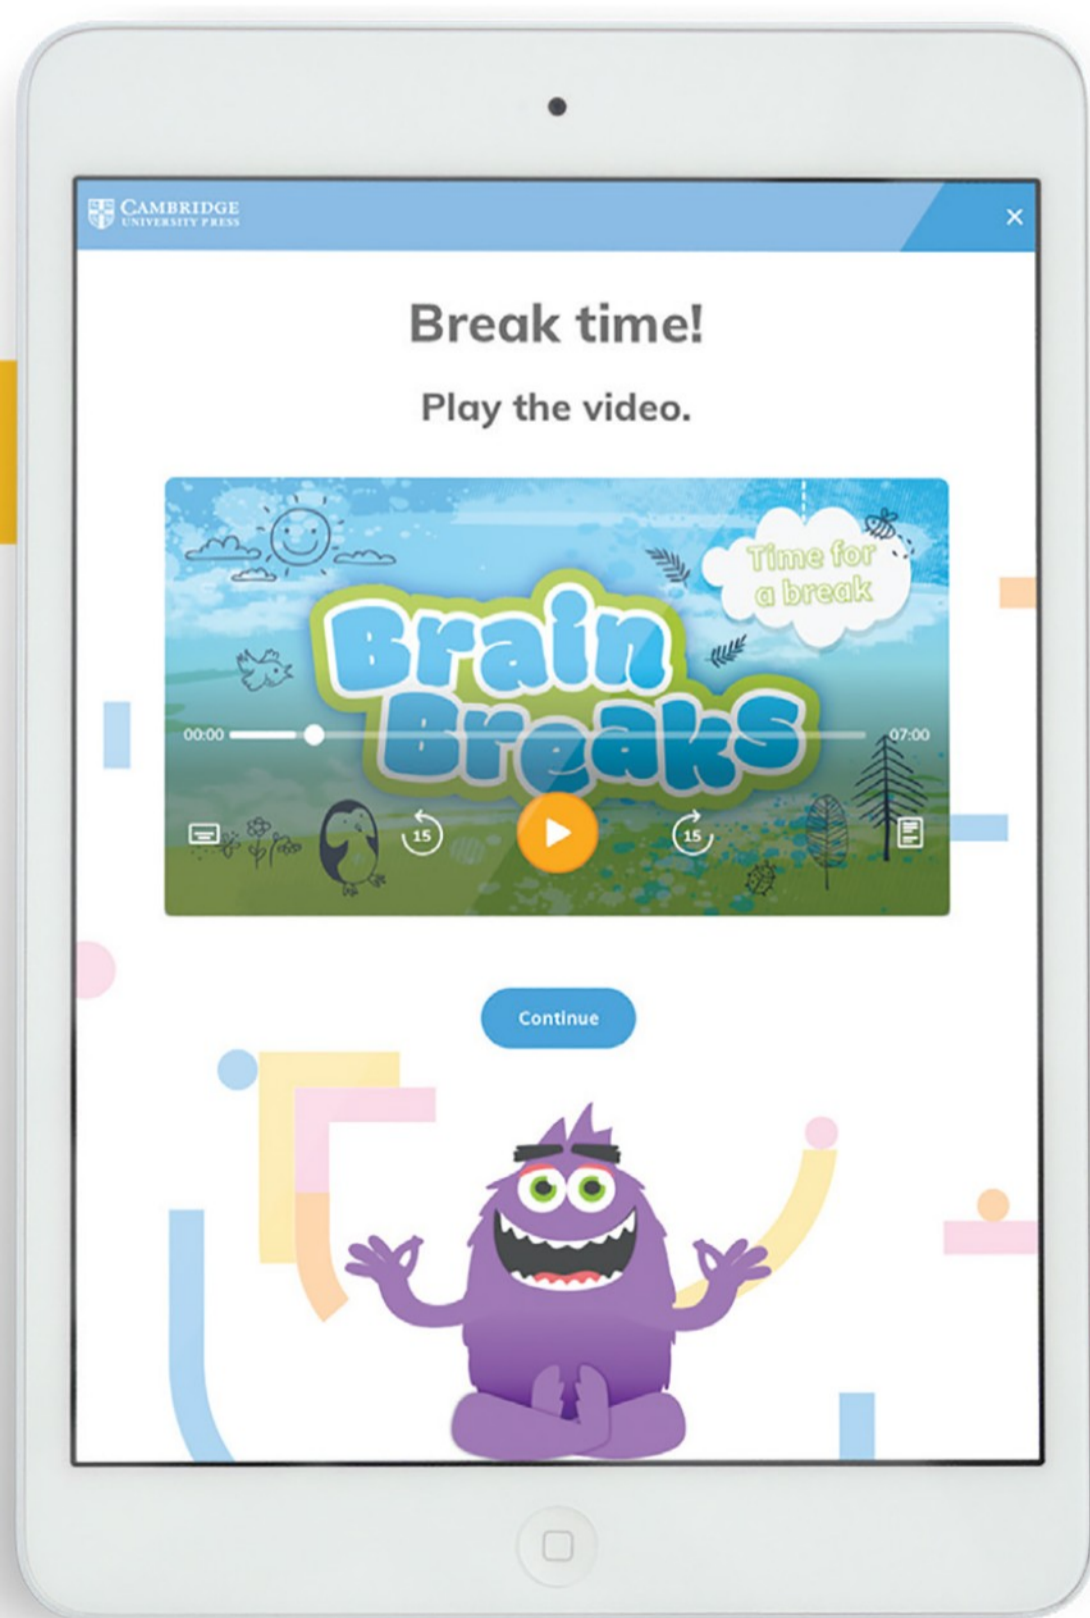 CAMBRIDGE
UNIVERSITY PRESS
Break time!
Play the video.
Time for
a break
Brain
Breaks
00:00
07:00
15
15
Continue